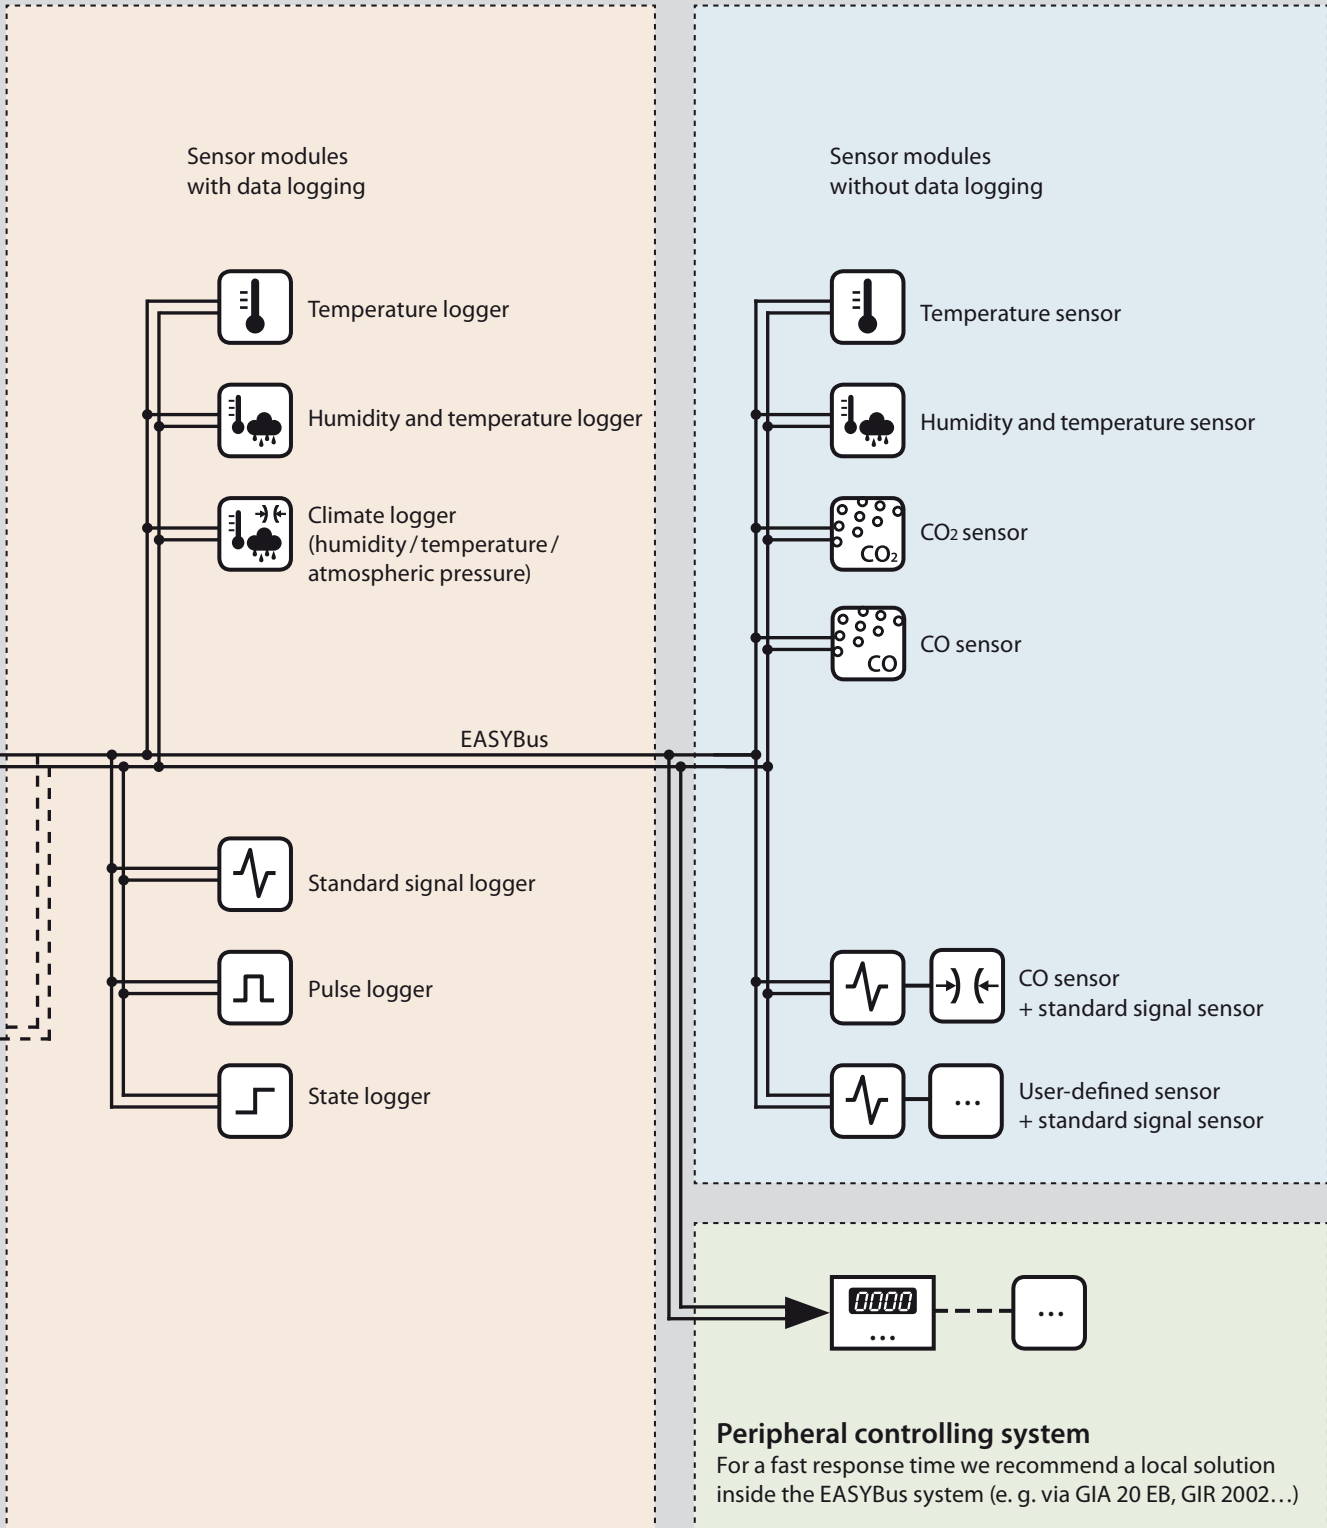 Sensor modules
with data logging
Temperature logger
Humidity and temperature logger
Climate logger
(humidity / temperature /
atmospheric pressure)
EASYBus
Standard signal logger
Pulse logger
State logger
Sensor modules
without data logging
Temperature sensor
Humidity and temperature sensor
CO₂
CO2 sensor
CO
CO sensor
CO sensor
+ standard signal sensor
...
User-defined sensor
+ standard signal sensor
0000
...
...
Peripheral controlling system
For a fast response time we recommend a local solution
inside the EASYBus system (e. g. via GIA 20 EB, GIR 2002…)